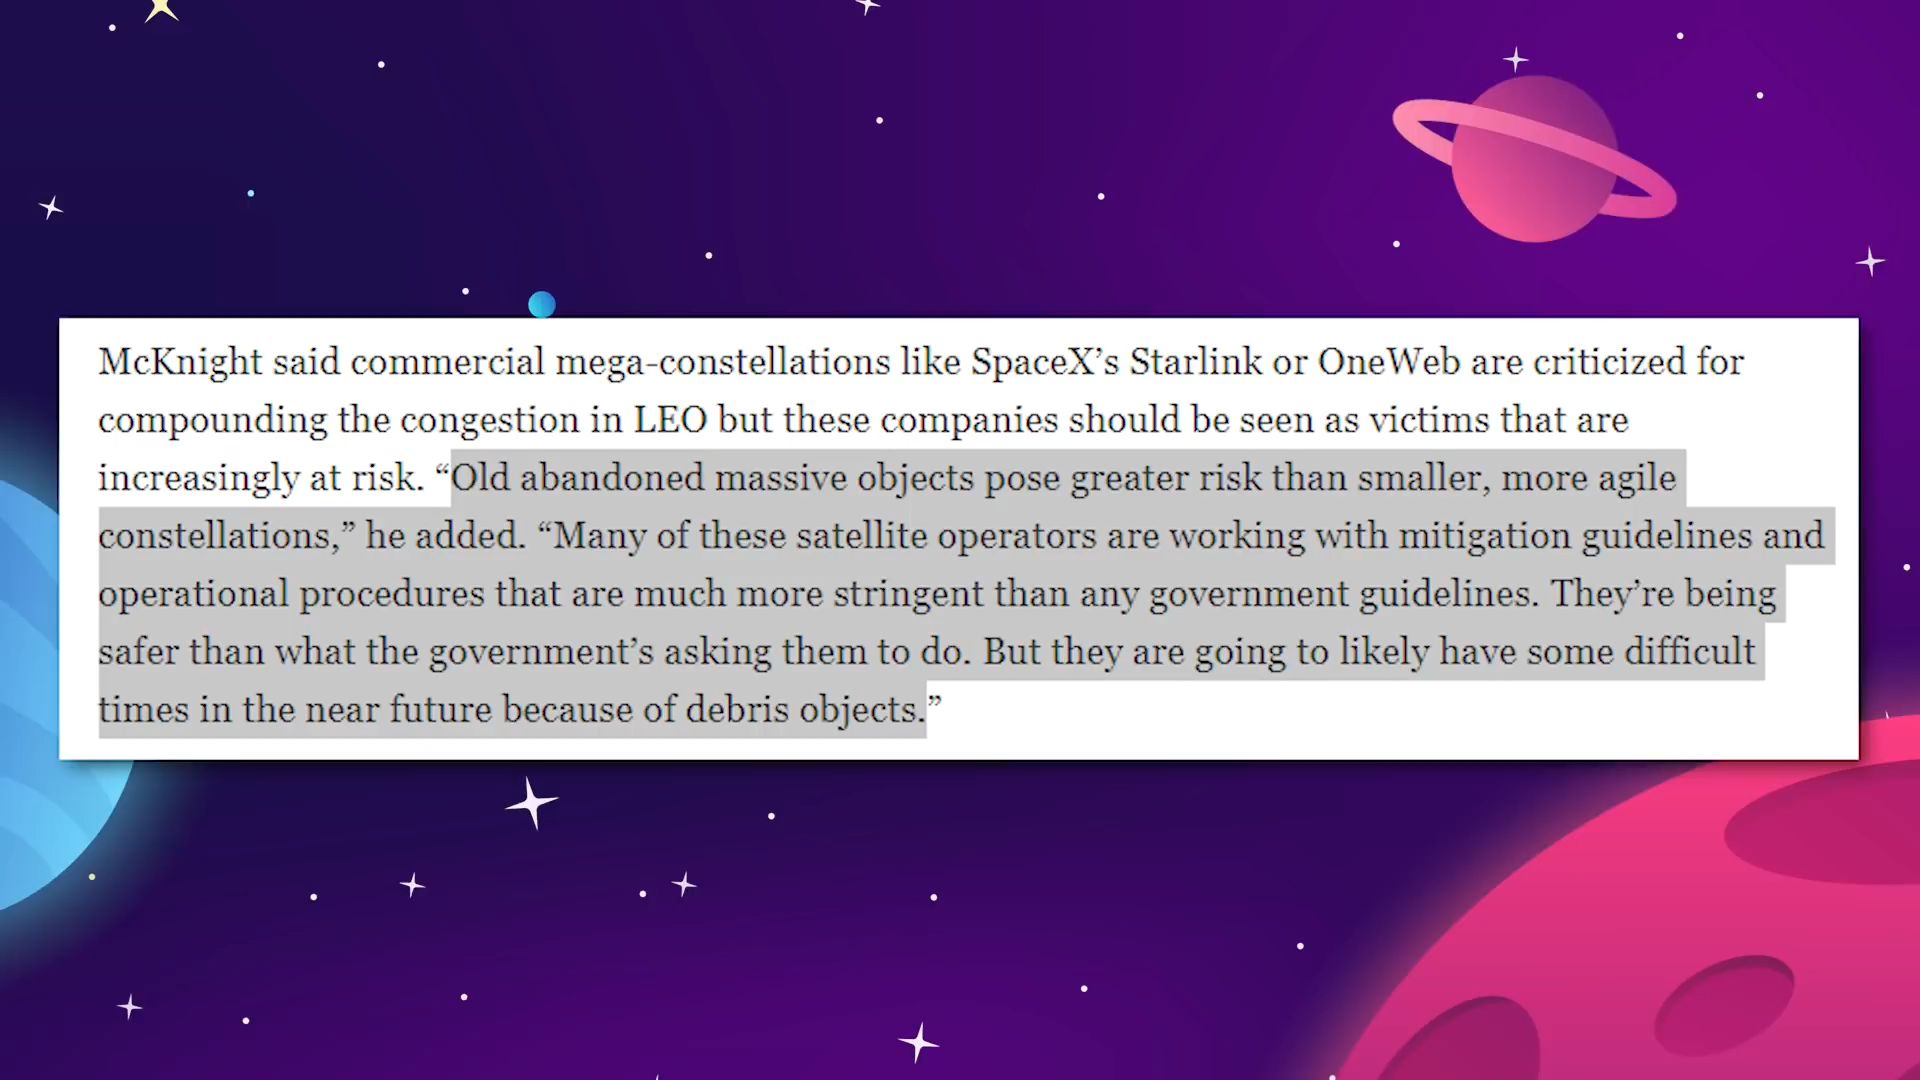 McKnight said commercial mega-constellations like SpaceX’s Starlink or OneWeb are criticized for
compounding the congestion in LEO but these companies should be seen as victims that are
increasingly at risk. “Old abandoned massive objects pose greater risk than smaller, more agile
constellations,” he added. “Many of these satellite operators are working with mitigation guidelines and
operational procedures that are much more stringent than any government guidelines. They’re being
safer than what the government’s asking them to do. But they are going to likely have some difficult
times in the near future because of debris objects.”